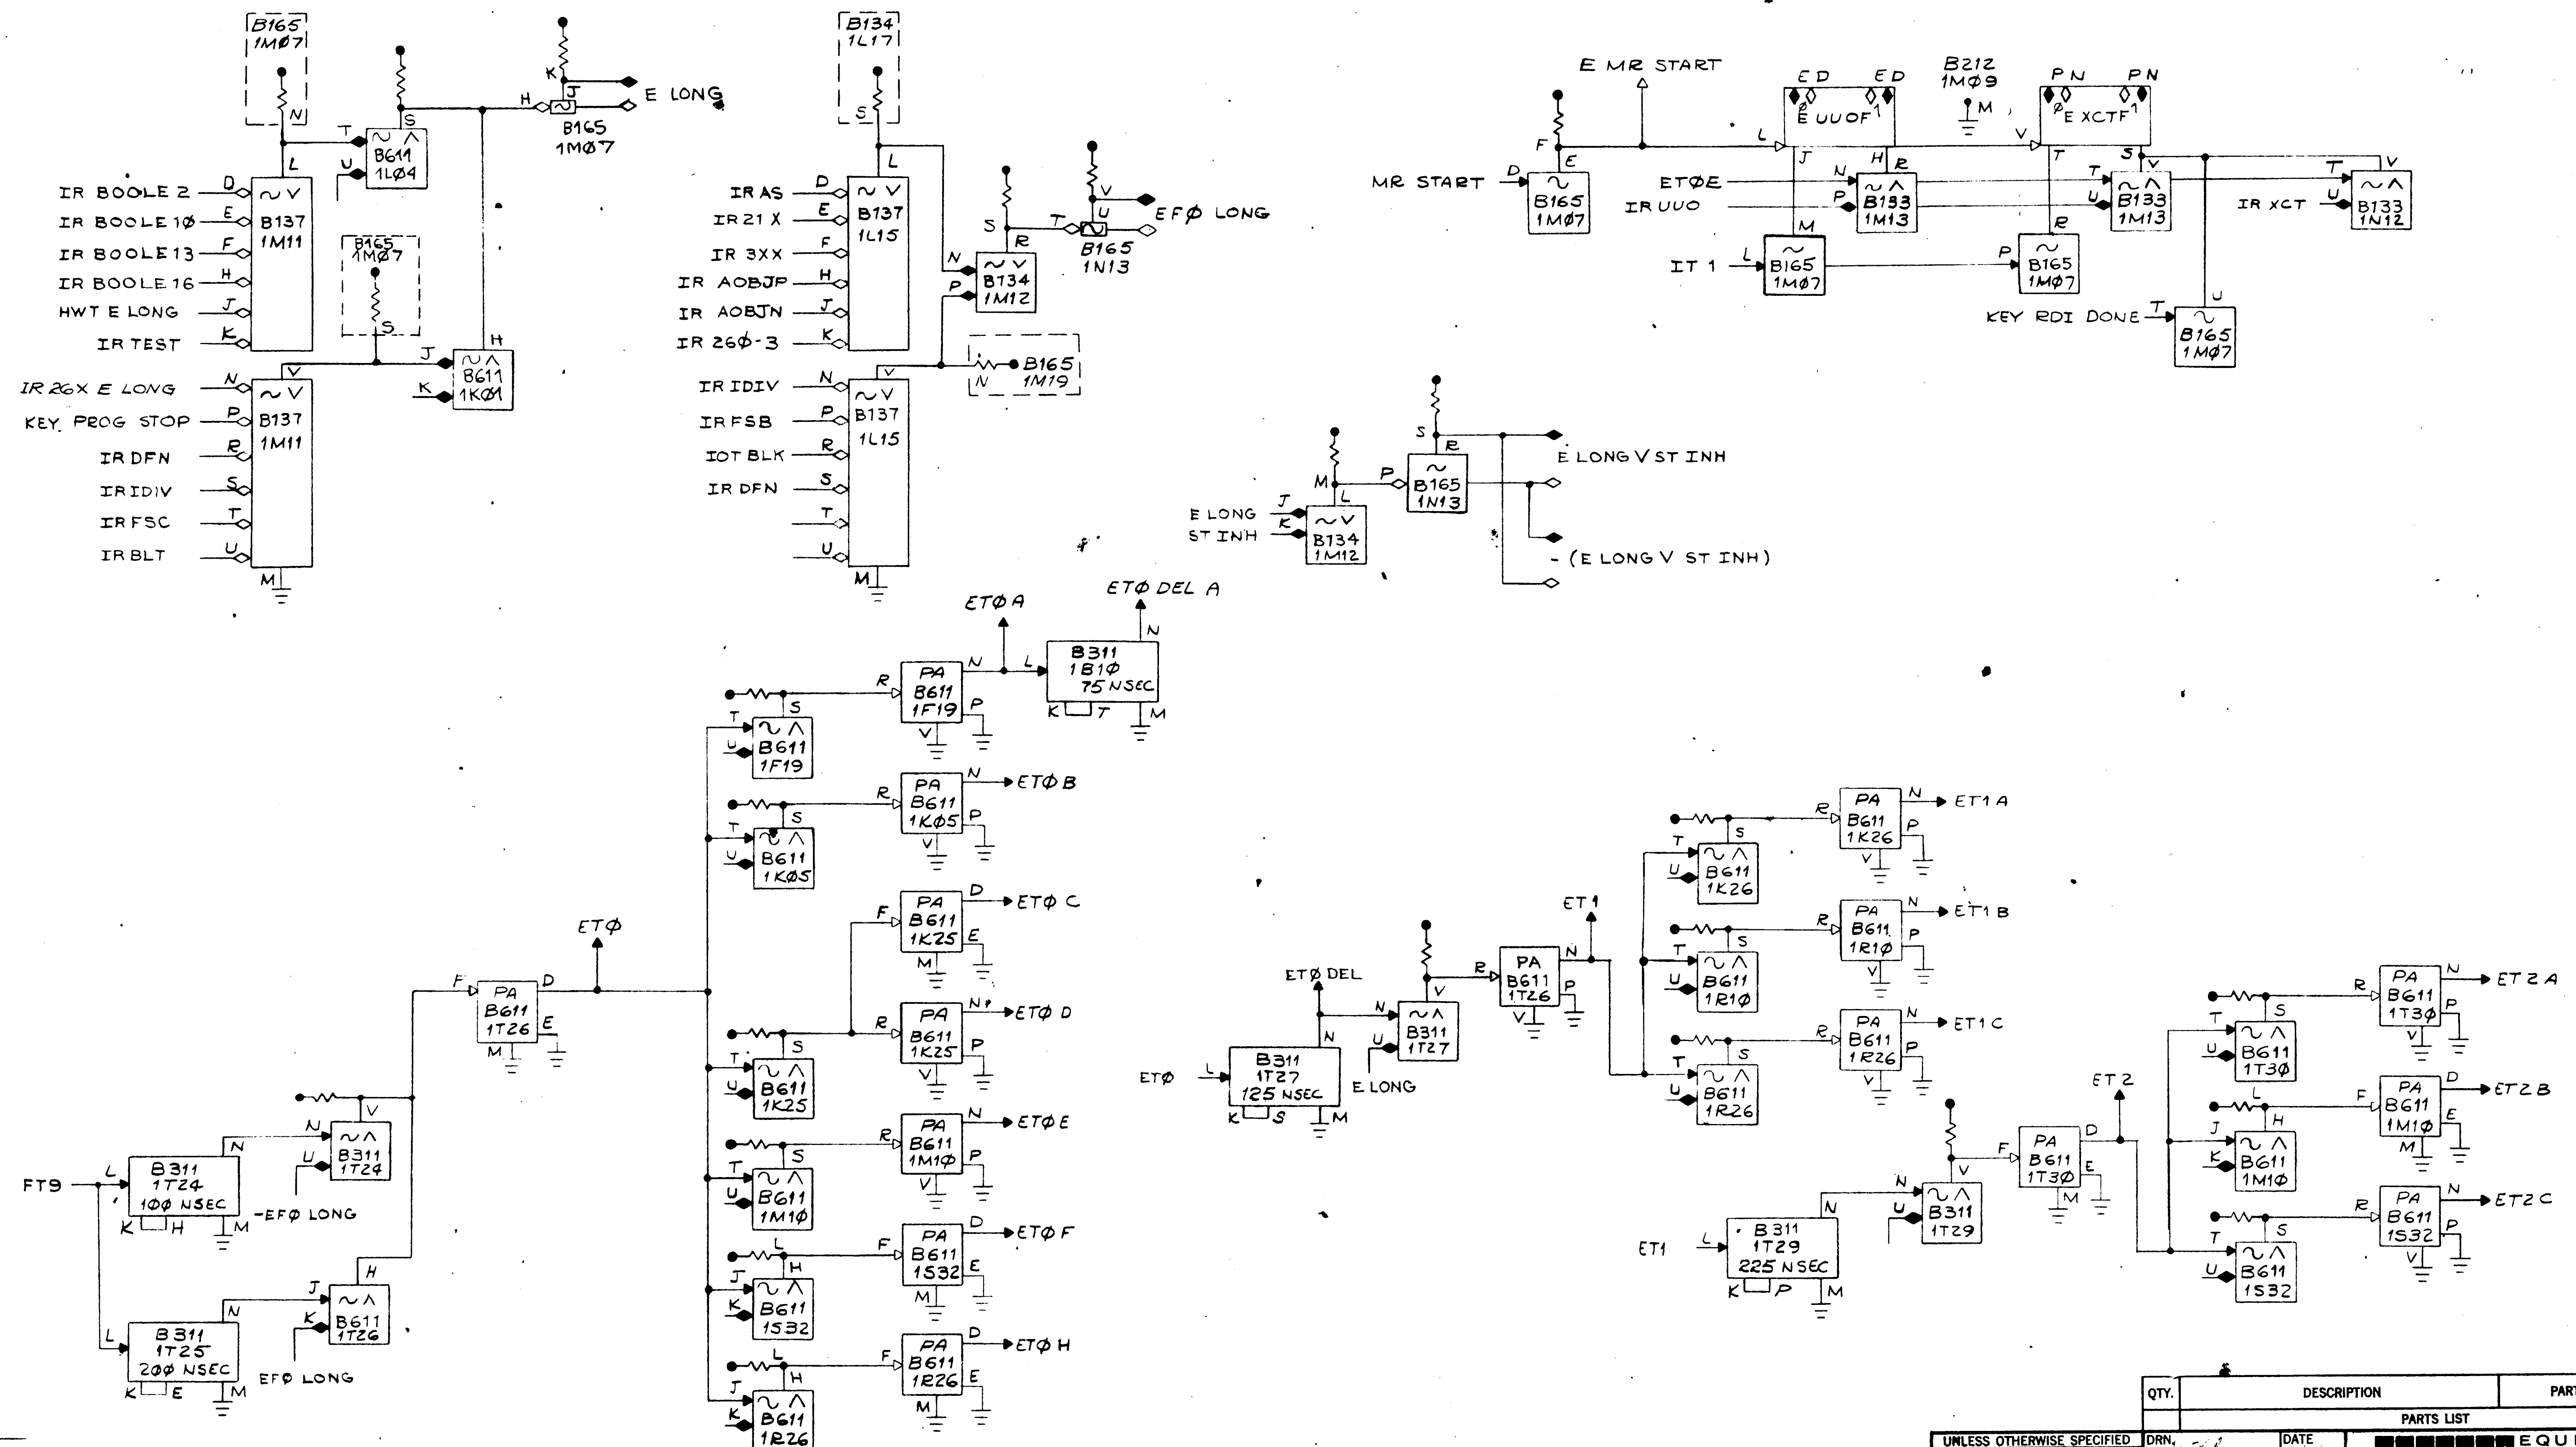 B165
1MØ7
N
T
U
S
~ Λ
B611
1LØ4
K
J
H
E LONG
B165
1MØ7
L
IR BOOLE 2 D
IR BOOLE 1Ø E
IR BOOLE 13 F
IR BOOLE 16 H
HWT E LONG J
IR TEST K
~ V
B137
1M11
B165
1MØ7
S
V
J
K
H
~ Λ
B611
1KØ1
IR 26X E LONG N
KEY PROG STOP P
IR DFN R
IR IDIV S
IR FSC T
IR BLT U
~ V
B137
1M11
M
B134
1L17
S
L
IR AS D
IR 21 X E
IR 3XX F
IR AOBJP H
IR AOBJN J
IR 26Ø-3 K
~ V
B137
1L15
N
P
S
R
~ V
B134
1M12
T
V
U
EFØ LONG
B165
1N13
N
B165
1M19
V
IR IDIV N
IR FSB P
IOT BLK R
IR DFN S
T
U
~ V
B137
1L15
M
E MR START
MR START D
F
E
~
B165
1MØ7
E D
E D
L
Ø E UUOF 1
J
H
B212
1MØ9
M
P N
P N
V
Ø E XCTF 1
T
S
ETØE N
IR UUO P
R
~ Λ
B133
1M13
T
U
V
~ Λ
B133
1M13
IR XCT
T
U
V
~ Λ
B133
1N12
IT 1 L
M
~
B165
1MØ7
P
R
~
B165
1MØ7
KEY RDI DONE T
U
~
B165
1MØ7
E LONG J
ST INH K
M
L
~ V
B134
1M12
P
S
R
~
B165
1N13
E LONG V ST INH
- (E LONG V ST INH)
FT9
L
B311
1T24
100 NSEC
K H
M
N
N
U
V
~ Λ
B311
1T24
-EFØ LONG
L
B311
1T25
200 NSEC
K E
M
N
J
K
H
~ Λ
B611
1T26
EFØ LONG
F
PA
B611
1T26
D
E
M
ETØ
T
U
S
~ Λ
B611
1F19
R
PA
B611
1F19
N
P
V
ETØ A
L
B311
1B1Ø
75 NSEC
K T
M
N
ETØ DEL A
T
U
S
~ Λ
B611
1KØ5
R
PA
B611
1KØ5
N
P
V
ETØ B
F
PA
B611
1K25
D
E
M
ETØ C
T
U
S
~ Λ
B611
1K25
R
PA
B611
1K25
N
P
V
ETØ D
T
U
S
~ Λ
B611
1M1Ø
R
PA
B611
1M1Ø
N
P
V
ETØ E
J
K
L
H
~ Λ
B611
1S32
F
PA
B611
1S32
D
E
M
ETØ F
J
K
L
H
~ Λ
B611
1R26
F
PA
B611
1R26
D
E
M
ETØ H
ETØ
L
B311
1T27
125 NSEC
K S
M
N
ETØ DEL
N
U
E LONG
V
~ Λ
B311
1T27
R
PA
B611
1T26
N
P
V
ET1
T
U
S
~ Λ
B611
1K26
R
PA
B611
1K26
N
P
V
ET1 A
T
U
S
~ Λ
B611
1R1Ø
R
PA
B611
1R1Ø
N
P
V
ET1 B
T
U
S
~ Λ
B611
1R26
R
PA
B611
1R26
N
P
V
ET1 C
ET1
L
B311
1T29
225 NSEC
K P
M
N
N
U
V
~ Λ
B311
1T29
F
PA
B611
1T3Ø
D
E
M
ET2
T
U
S
~ Λ
B611
1T3Ø
R
PA
B611
1T3Ø
N
P
V
ET2 A
J
K
L
H
~ Λ
B611
1M1Ø
F
PA
B611
1M1Ø
D
E
M
ET2 B
T
U
S
~ Λ
B611
1S32
R
PA
B611
1S32
N
P
V
ET2 C
QTY. DESCRIPTION PART
PARTS LIST
UNLESS OTHERWISE SPECIFIED DRN. DATE EQU